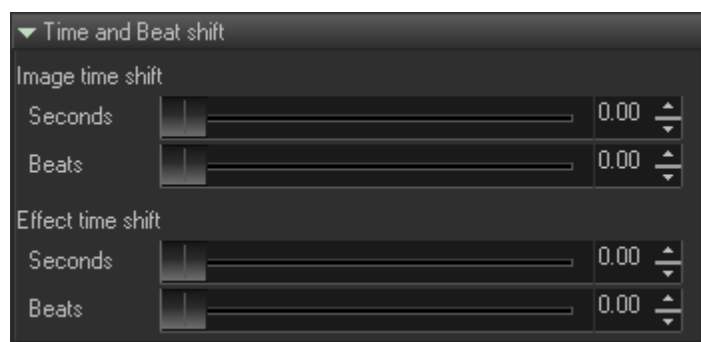 Time and Beat shift
Image time shift
Seconds 0.00
Beats 0.00
Effect time shift
Seconds 0.00
Beats 0.00